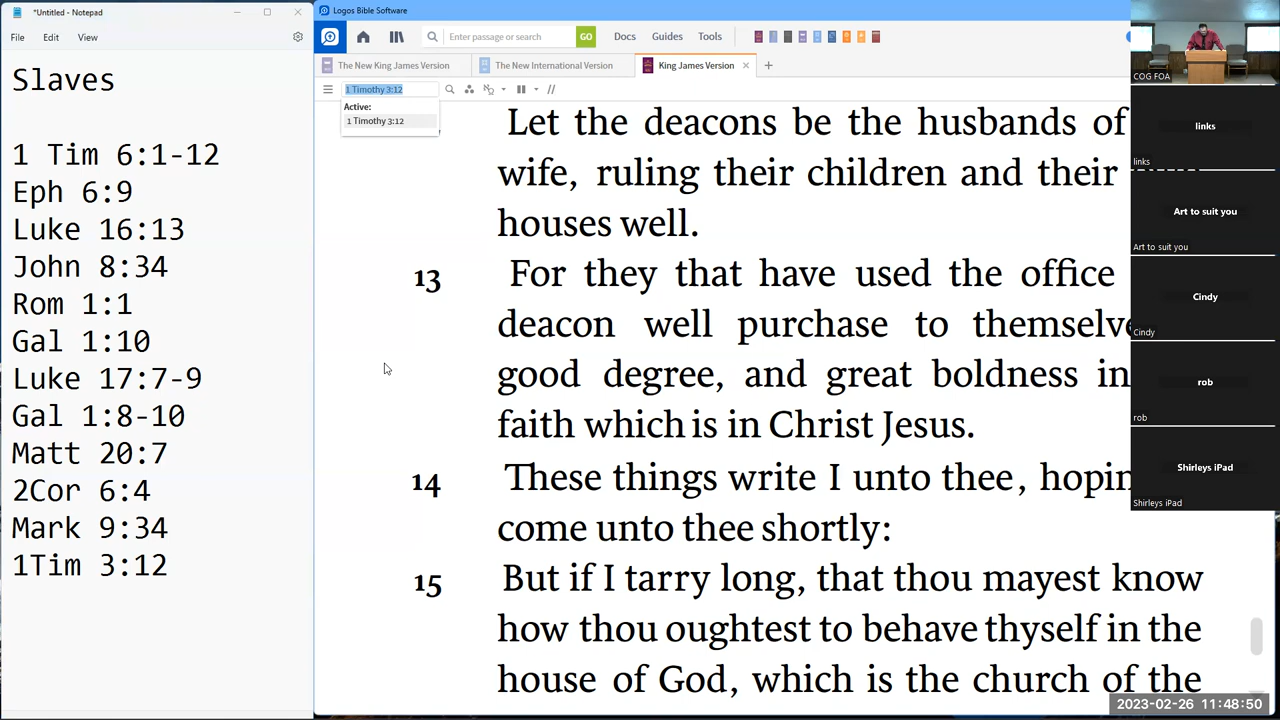 *Untitled - Notepad
File Edit View
Slaves
1 Tim 6:1-12
Eph 6:9
Luke 16:13
John 8:34
Rom 1:1
Gal 1:10
Luke 17:7-9
Gal 1:8-10
Matt 20:7
2Cor 6:4
Mark 9:34
1Tim 3:12
Logos Bible Software
Enter passage or search GO Docs Guides Tools
The New King James Version The New International Version King James Version
1 Timothy 3:12
Active:
1 Timothy 3:12
Let the deacons be the husbands of
wife, ruling their children and their
houses well.
13 For they that have used the office
deacon well purchase to themselve
good degree, and great boldness in
faith which is in Christ Jesus.
14 These things write I unto thee, hopin
come unto thee shortly:
15 But if I tarry long, that thou mayest know
how thou oughtest to behave thyself in the
house of God, which is the church of the
COG FOA
links
links
Art to suit you
Art to suit you
Cindy
Cindy
rob
rob
Shirleys iPad
Shirleys iPad
2023-02-26 11:48:50